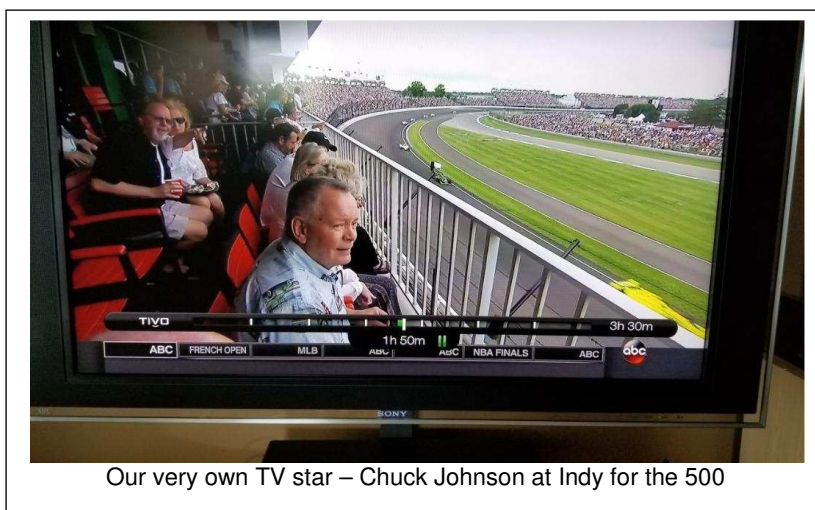 TiVo
3h 30m
1h 50m
ABC FRENCH OPEN MLB ABC ABC NBA FINALS ABC abc
SONY
Our very own TV star – Chuck Johnson at Indy for the 500